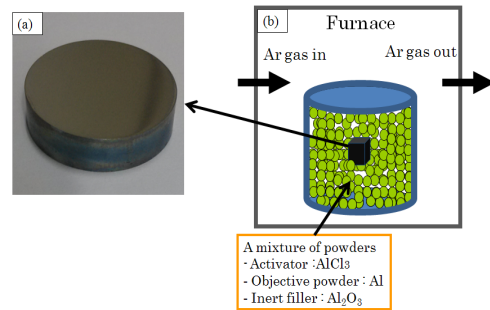 (a)
(b)
Furnace
Ar gas in
Ar gas out
A mixture of powders
- Activator :AlCl3
- Objective powder : Al
- Inert filler : Al₂O₃